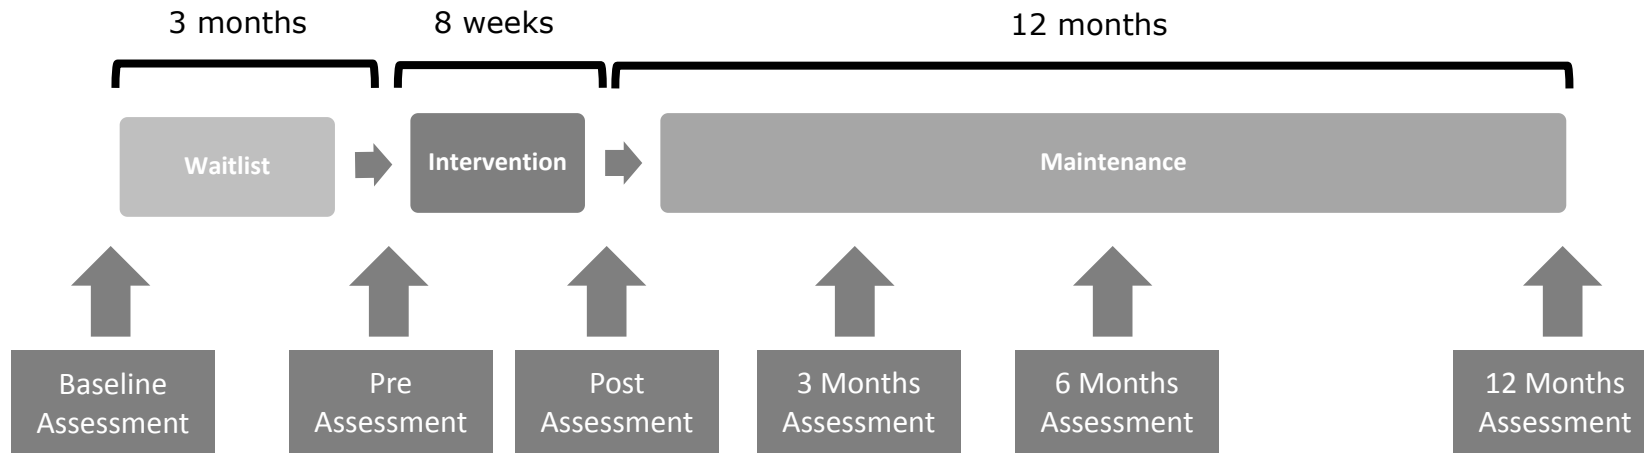 3 months
8 weeks
12 months
Waitlist
Intervention
Maintenance
Baseline
Assessment
Pre
Assessment
Post
Assessment
3 Months
Assessment
6 Months
Assessment
12 Months
Assessment